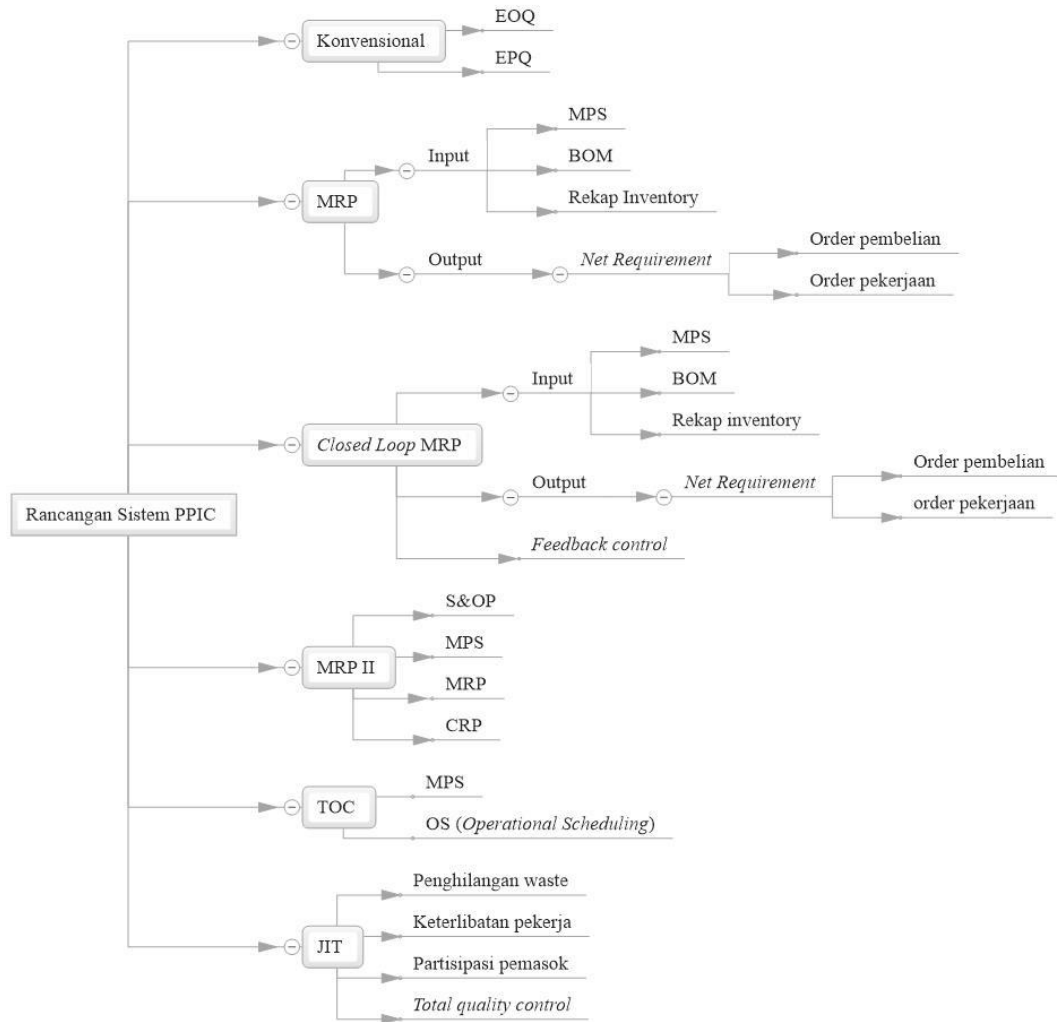 Rancangan Sistem PPIC
Konvensional
EOQ
EPQ
MRP
Input
MPS
BOM
Rekap Inventory
Output
Net Requirement
Order pembelian
Order pekerjaan
Closed Loop MRP
Input
MPS
BOM
Rekap inventory
Output
Net Requirement
Order pembelian
order pekerjaan
Feedback control
MRP II
S&OP
MPS
MRP
CRP
TOC
MPS
OS (Operational Scheduling)
JIT
Penghilangan waste
Keterlibatan pekerja
Partisipasi pemasok
Total quality control